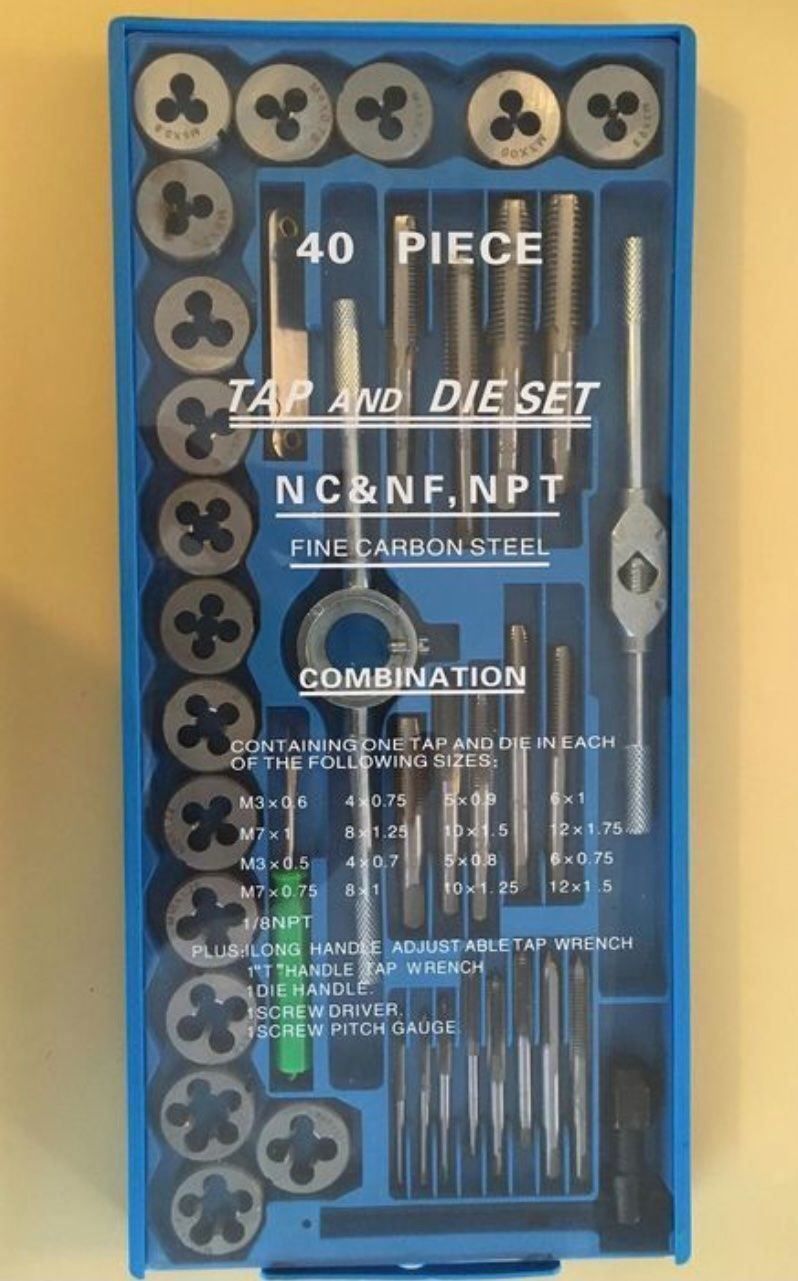 40 PIECE
TAP AND DIE SET
NC&NF, NPT
FINE CARBON STEEL
COMBINATION
CONTAINING ONE TAP AND DIE IN EACH
OF THE FOLLOWING SIZES:
M3×0.6 4×0.75 5×0.9 6×1
M7×1 8×1.25 10×1.5 12×1.75
M3×0.5 4×0.7 5×0.8 6×0.75
M7×0.75 8×1 10×1.25 12×1.5
1/8NPT
PLUS:1LONG HANDLE ADJUSTABLE TAP WRENCH
1"T"HANDLE TAP WRENCH
1DIE HANDLE.
1SCREW DRIVER.
1SCREW PITCH GAUGE.